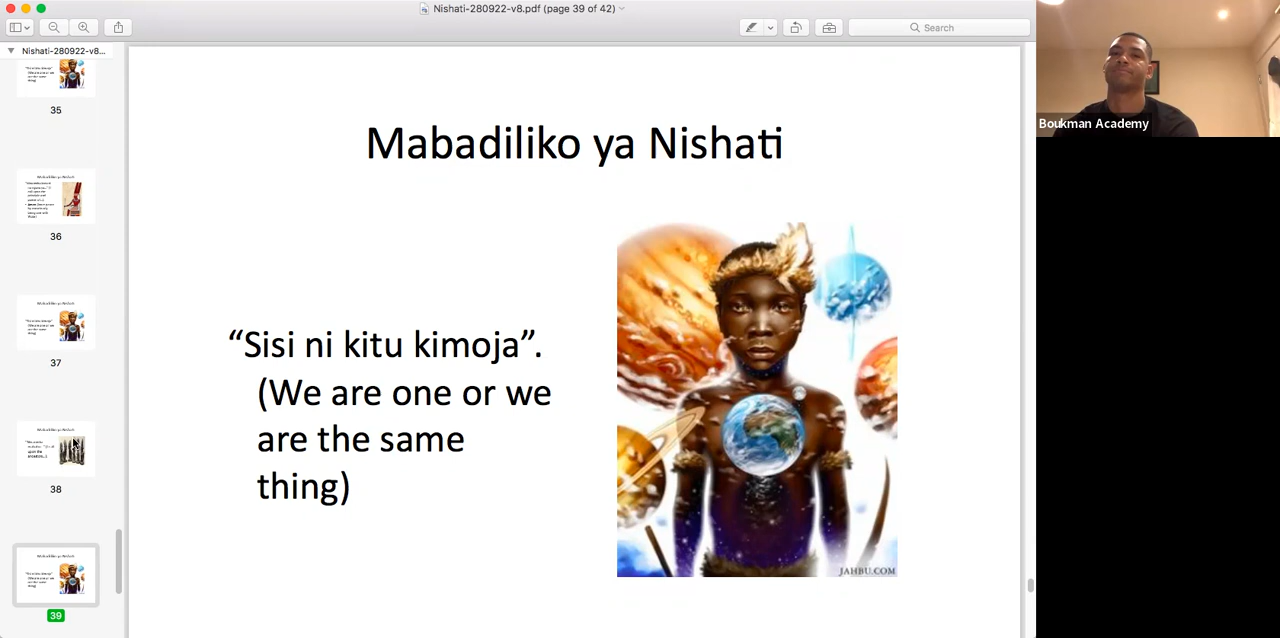 Nishati-280922-v8.pdf (page 39 of 42)
Search
Nishati-280922-v8...
35
36
37
38
39
Mabadiliko ya Nishati
“Sisi ni kitu kimoja”.
(We are one or we
are the same
thing)
JAHBU.COM
Boukman Academy